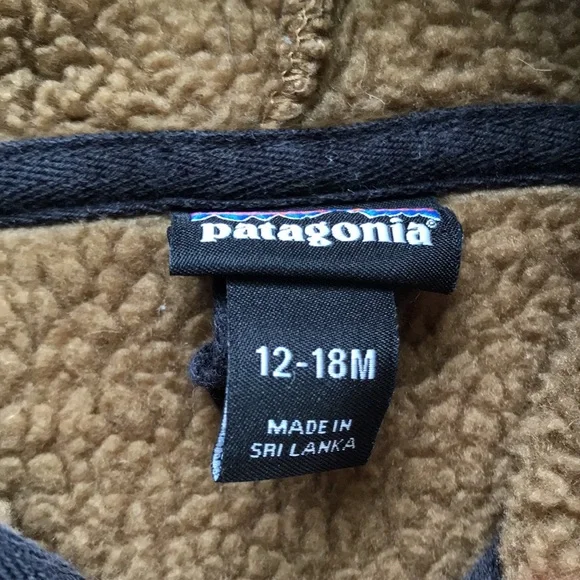 patagonia®
12-18M
MADE IN
SRI LANKA